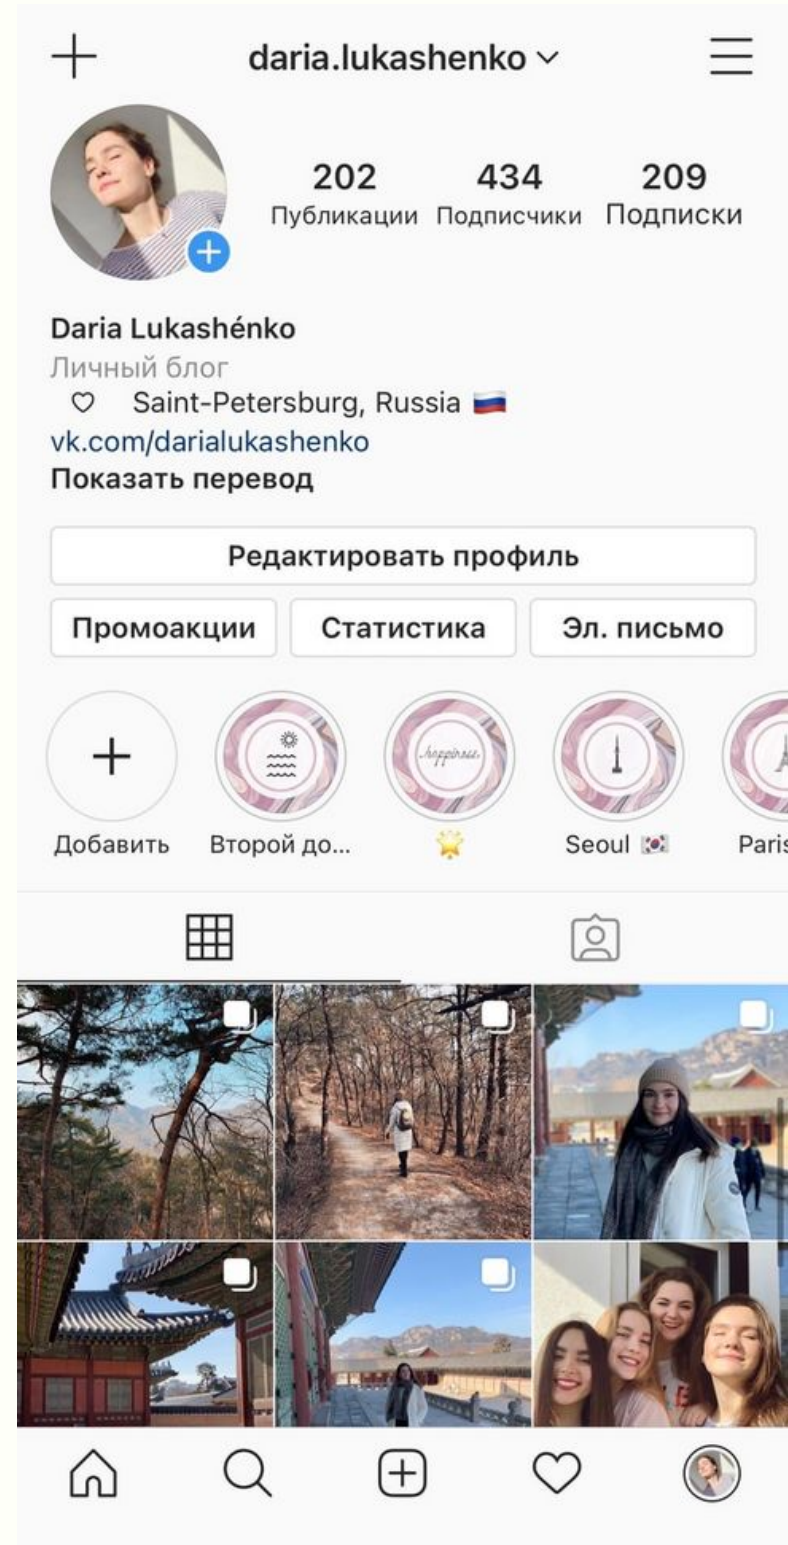 daria.lukashenko
202 434 209
Публикации Подписчики Подписки
Daria Lukashénko
Личный блог
♡ Saint-Petersburg, Russia 🇷🇺
vk.com/darialukashenko
Показать перевод
Редактировать профиль
Промоакции Статистика Эл. письмо
happiness
Добавить Второй до... 🌟 Seoul 🇰🇷 Paris